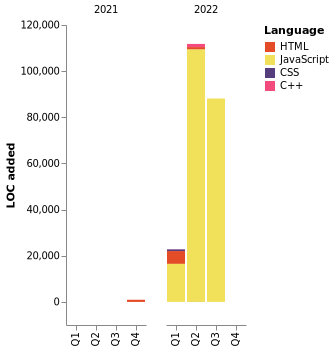 2021 2022
Language
HTML
JavaScript
CSS
C++
LOC added
120,000
100,000
80,000
60,000
40,000
20,000
0
Q1 Q2 Q3 Q4 Q1 Q2 Q3 Q4